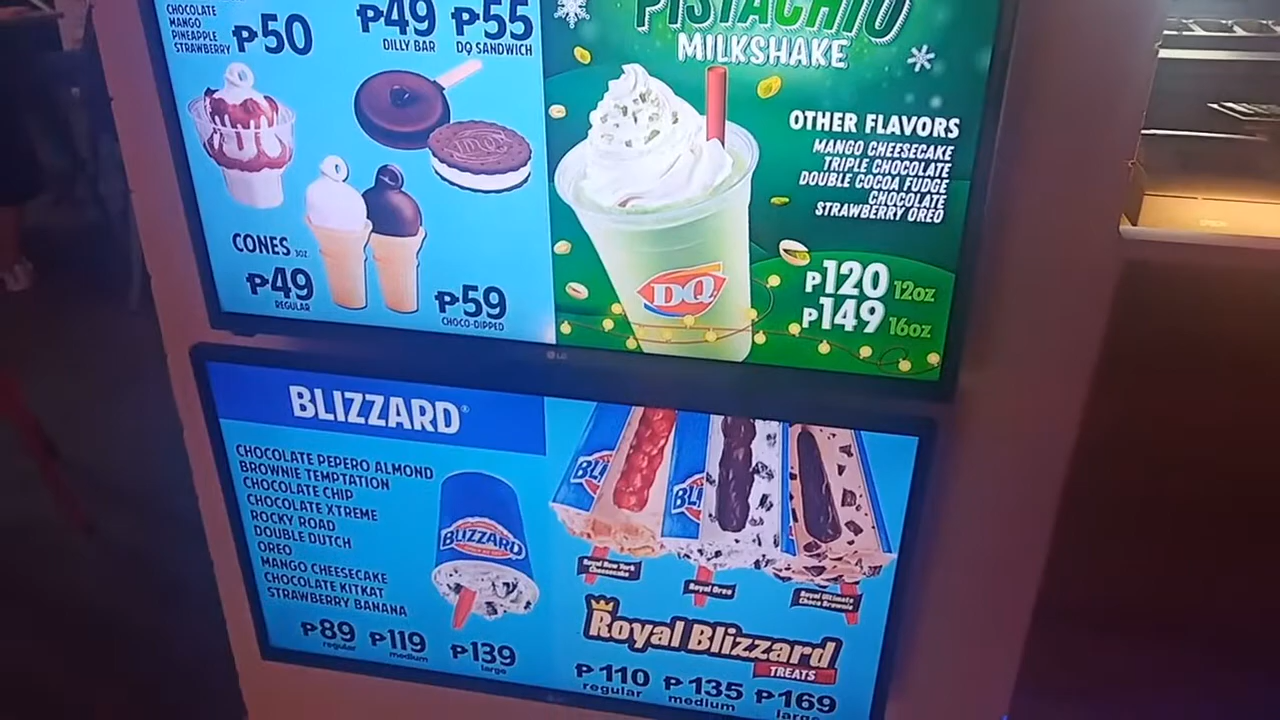 CHOCOLATE
MANGO
PINEAPPLE
STRAWBERRY
₱50
₱49
DILLY BAR
₱55
DQ SANDWICH
DQ
CONES 3OZ.
₱49
REGULAR
₱59
CHOCO-DIPPED
PISTACHIO
MILKSHAKE
OTHER FLAVORS
MANGO CHEESECAKE
TRIPLE CHOCOLATE
DOUBLE COCOA FUDGE
CHOCOLATE
STRAWBERRY OREO
DQ
₱120 12oz
₱149 16oz
LG
BLIZZARD®
CHOCOLATE PEPERO ALMOND
BROWNIE TEMPTATION
CHOCOLATE CHIP
CHOCOLATE XTREME
ROCKY ROAD
DOUBLE DUTCH
OREO
MANGO CHEESECAKE
CHOCOLATE KITKAT
STRAWBERRY BANANA
BLIZZARD
₱89
regular
₱119
medium
₱139
large
BLI
BLI
Royal New York
Cheesecake
Royal Oreo
Royal Ultimate
Choco Brownie
Royal Blizzard
TREATS
₱110
regular
₱135
medium
₱169
large